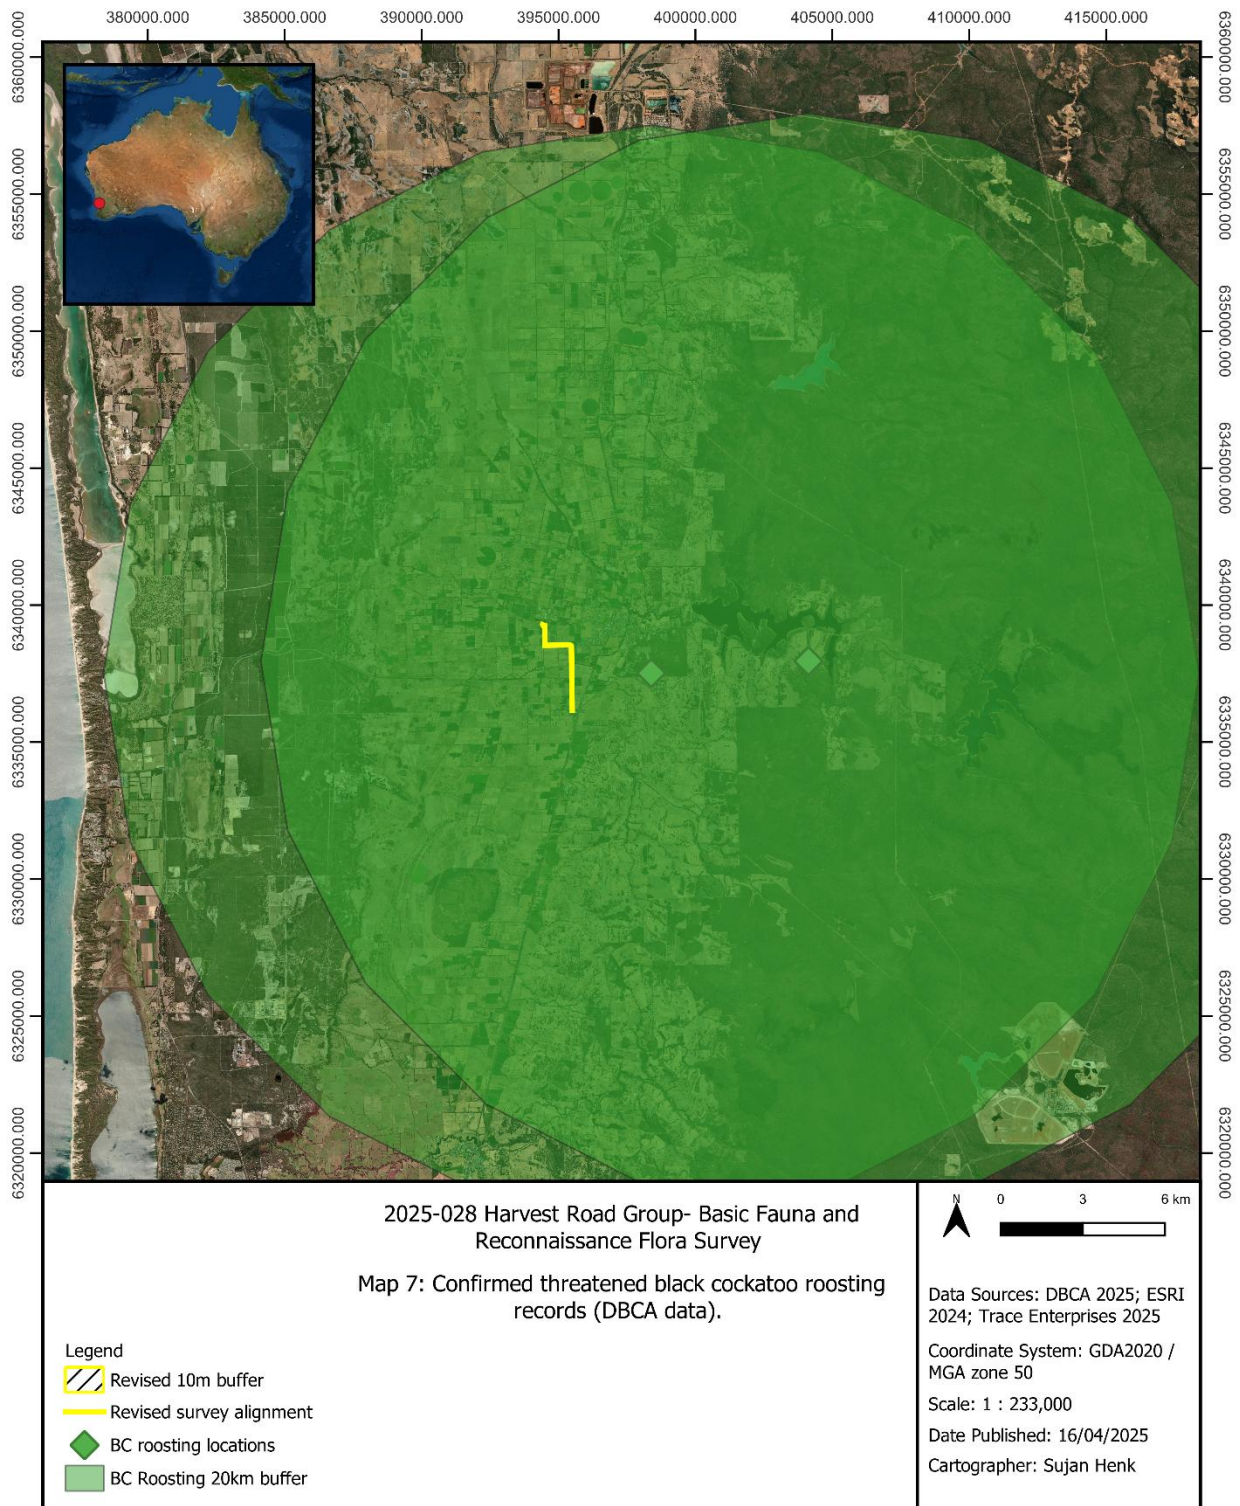 380000.000 385000.000 390000.000 395000.000 400000.000 405000.000 410000.000 415000.000
6360000.000
6355000.000
6350000.000
6345000.000
6340000.000
6335000.000
6330000.000
6325000.000
6320000.000
6360000.000
6355000.000
6350000.000
6345000.000
6340000.000
6335000.000
6330000.000
6325000.000
6320000.000
2025-028 Harvest Road Group- Basic Fauna and
Reconnaissance Flora Survey
Map 7: Confirmed threatened black cockatoo roosting
records (DBCA data).
Legend
Revised 10m buffer
Revised survey alignment
BC roosting locations
BC Roosting 20km buffer
N 0 3 6 km
Data Sources: DBCA 2025; ESRI
2024; Trace Enterprises 2025
Coordinate System: GDA2020 /
MGA zone 50
Scale: 1 : 233,000
Date Published: 16/04/2025
Cartographer: Sujan Henk